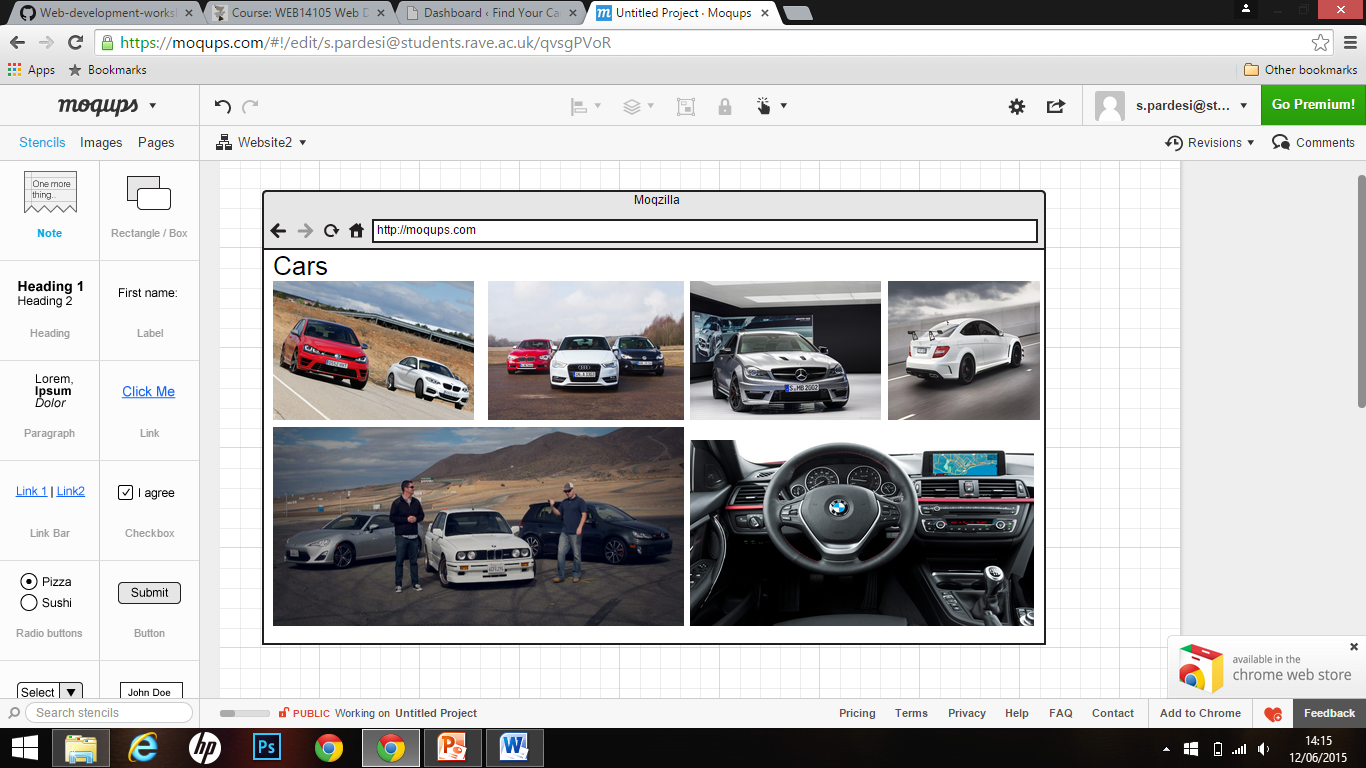 Web-development-works
Course: WEB14105 Web D
Dashboard ‹ Find Your Ca
Untitled Project · Moqups
https://moqups.com/#!/edit/s.pardesi@students.rave.ac.uk/qvsgPVoR
Apps
Bookmarks
Other bookmarks
moqups
s.pardesi@st...
Go Premium!
Stencils Images Pages
Website2
Revisions
Comments
One more
thing..
Note
Rectangle / Box
Heading 1
Heading 2
Heading
First name:
Label
Lorem,
Ipsum
Dolor
Paragraph
Click Me
Link
Link 1 | Link2
Link Bar
I agree
Checkbox
Pizza
Sushi
Radio buttons
Submit
Button
Select
John Doe
Search stencils
Moqzilla
http://moqups.com
Cars
available in the
chrome web store
PUBLIC Working on Untitled Project
Pricing Terms Privacy Help FAQ Contact Add to Chrome Feedback
14:15
12/06/2015